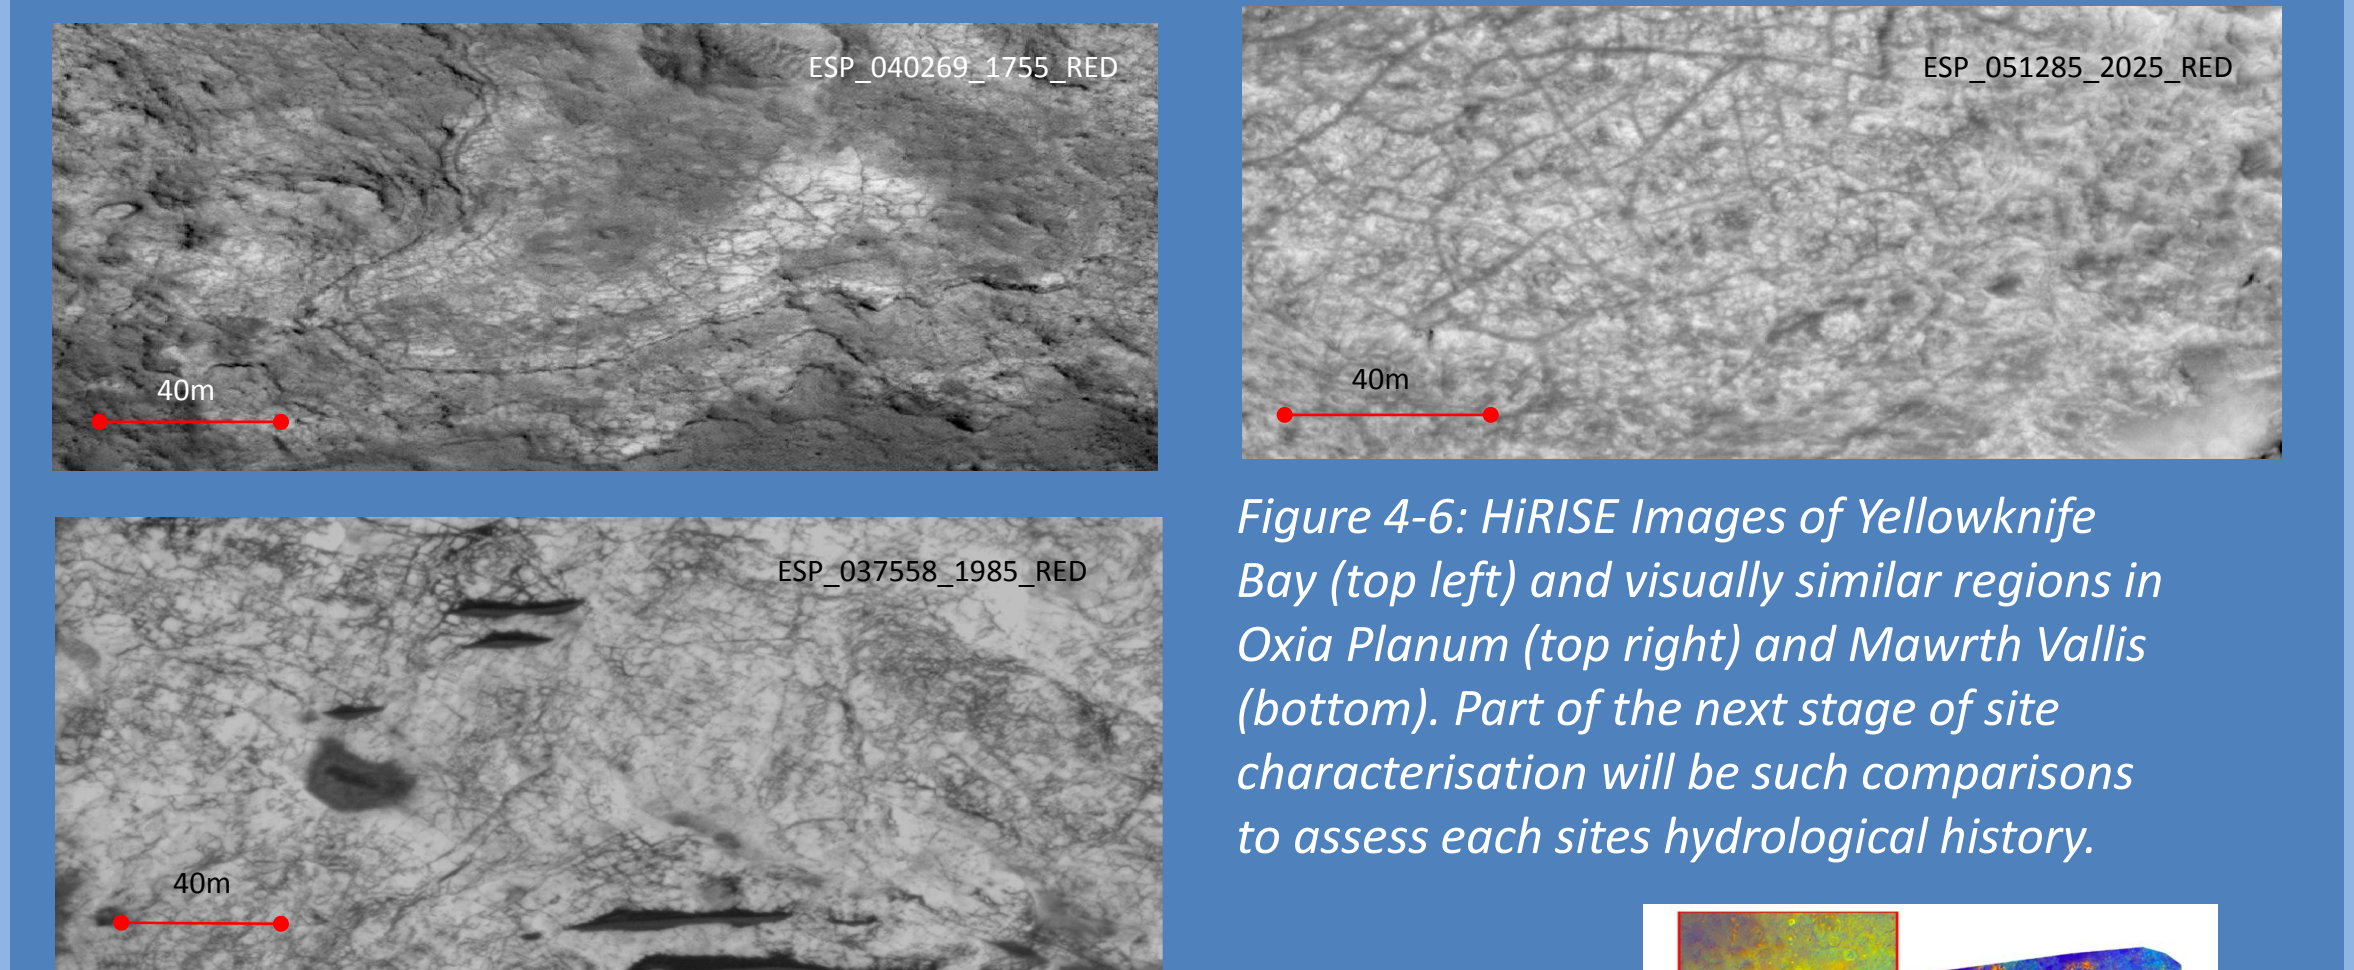 ESP_040269_1755_RED
40m
ESP_051285_2025_RED
40m
ESP_037558_1985_RED
40m
Figure 4-6: HiRISE Images of Yellowknife
Bay (top left) and visually similar regions in
Oxia Planum (top right) and Mawrth Vallis
(bottom). Part of the next stage of site
characterisation will be such comparisons
to assess each sites hydrological history.